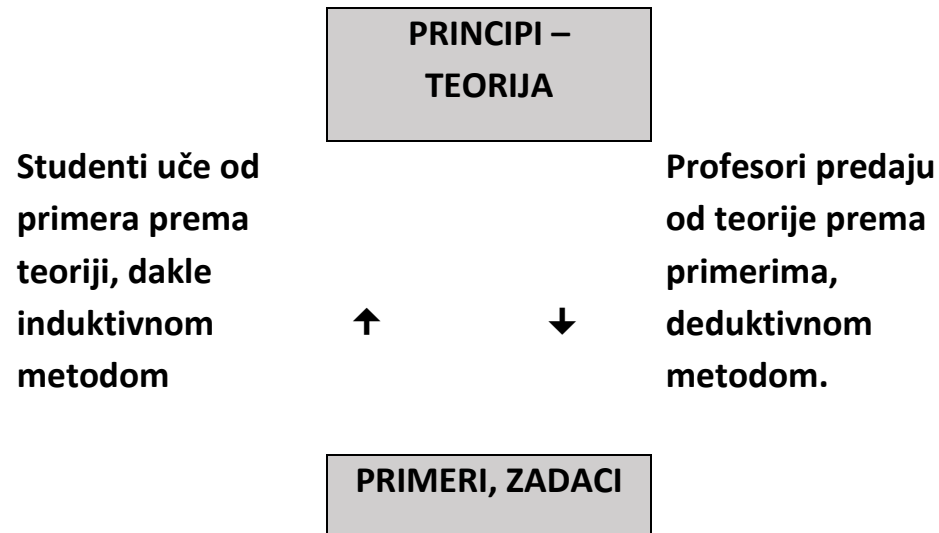 PRINCIPI –
TEORIJA
Studenti uče od
primera prema
teoriji, dakle
induktivnom
metodom
Profesori predaju
od teorije prema
primerima,
deduktivnom
metodom.
PRIMERI, ZADACI